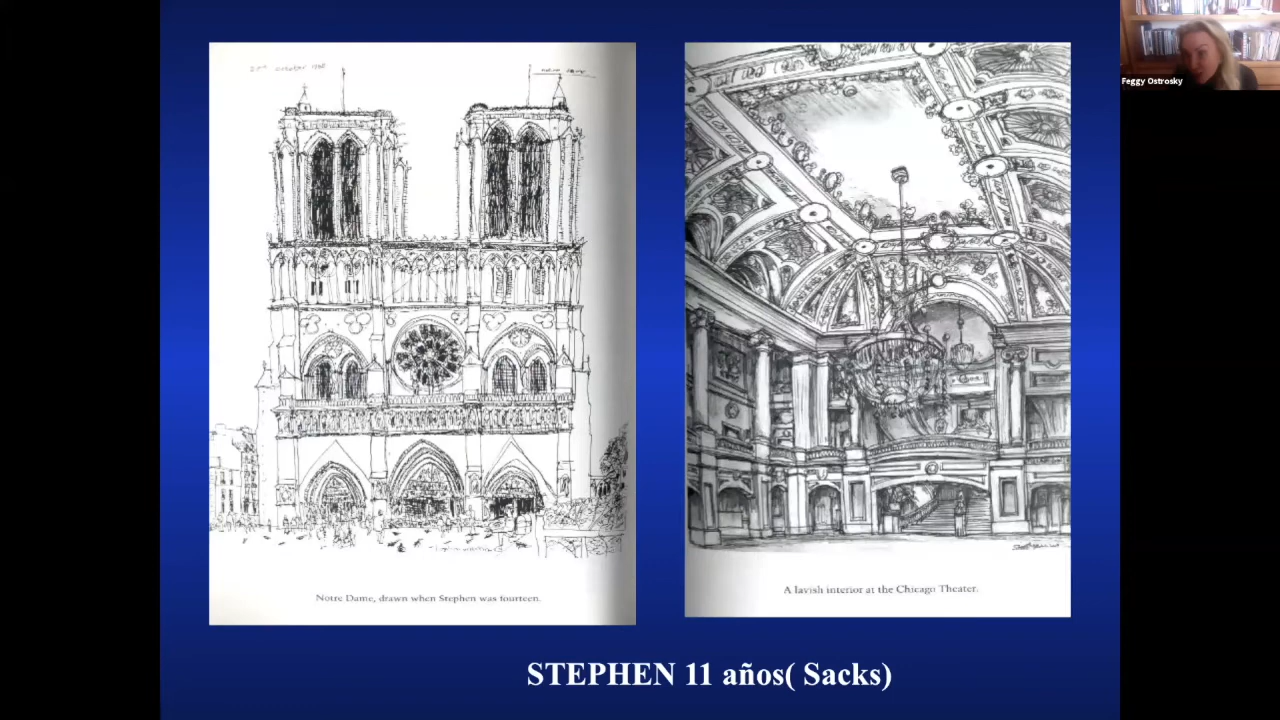 Notre Dame, drawn when Stephen was fourteen.
A lavish interior at the Chicago Theater.
STEPHEN 11 años( Sacks)
Feggy Ostrosky